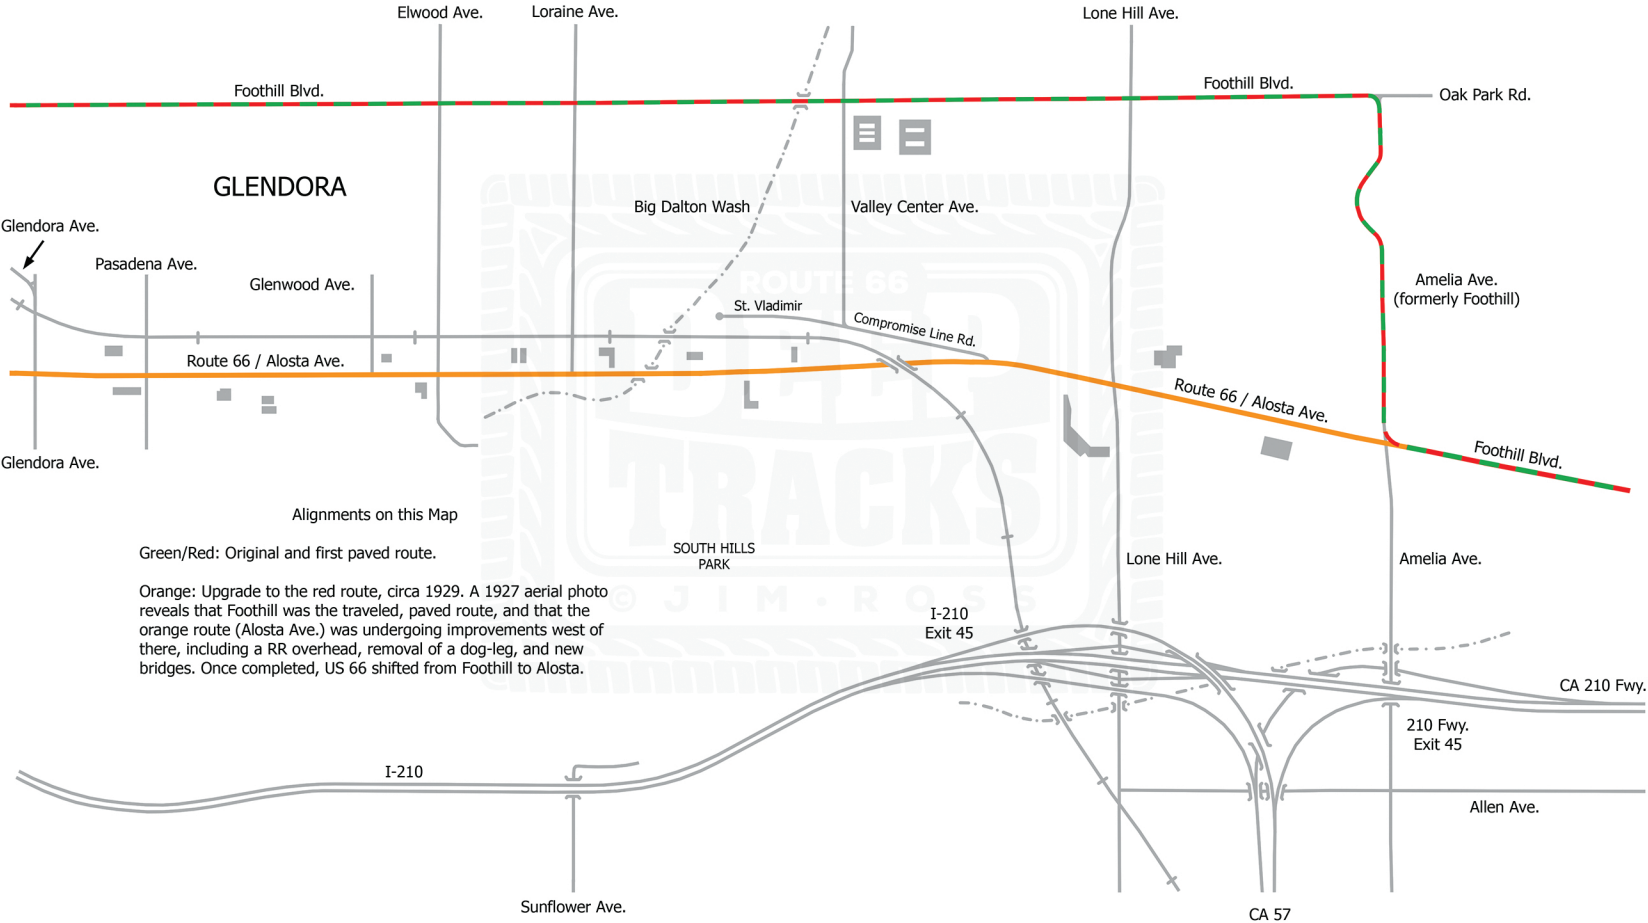 Elwood Ave.
Loraine Ave.
Lone Hill Ave.
Foothill Blvd.
Foothill Blvd.
Oak Park Rd.
GLENDORA
Big Dalton Wash
Valley Center Ave.
Glendora Ave.
Pasadena Ave.
Glenwood Ave.
ROUTE 66
Amelia Ave.
(formerly Foothill)
St. Vladimir
Compromise Line Rd.
Route 66 / Alosta Ave.
Route 66 / Alosta Ave.
DEEP
TRACKS
Foothill Blvd.
Glendora Ave.
Alignments on this Map
Green/Red: Original and first paved route.
SOUTH HILLS
PARK
Lone Hill Ave.
Amelia Ave.
Orange: Upgrade to the red route, circa 1929. A 1927 aerial photo
reveals that Foothill was the traveled, paved route, and that the
orange route (Alosta Ave.) was undergoing improvements west of
there, including a RR overhead, removal of a dog-leg, and new
bridges. Once completed, US 66 shifted from Foothill to Alosta.
© JIM · ROSS
I-210
Exit 45
CA 210 Fwy.
210 Fwy.
Exit 45
I-210
Allen Ave.
Sunflower Ave.
CA 57